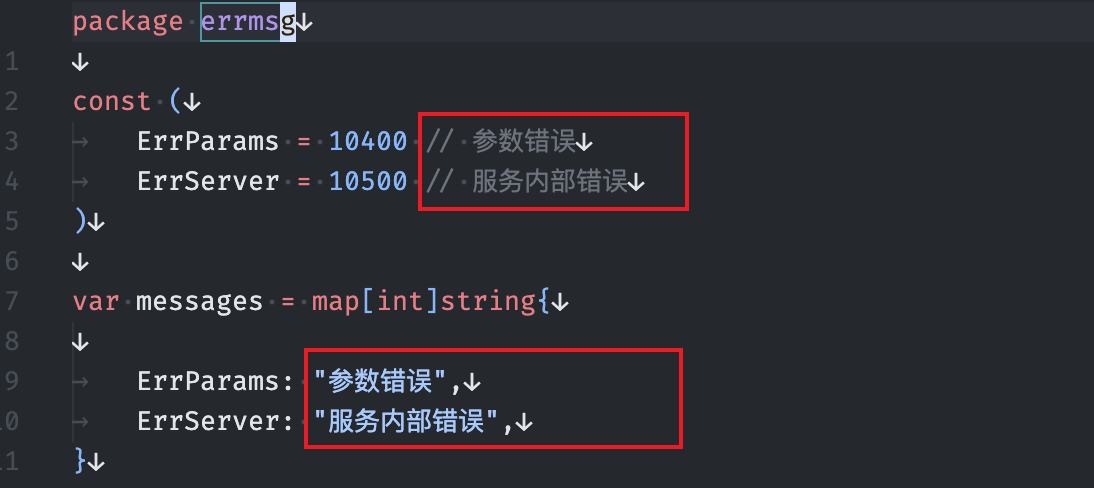 package errmsg↓
1 ↓
2 const (↓
3 → ErrParams = 10400 // 参数错误↓
4 → ErrServer = 10500 // 服务内部错误↓
5 )↓
6 ↓
7 var messages = map[int]string{↓
8 ↓
9 → ErrParams: "参数错误",↓
10 → ErrServer: "服务内部错误",↓
11 }↓